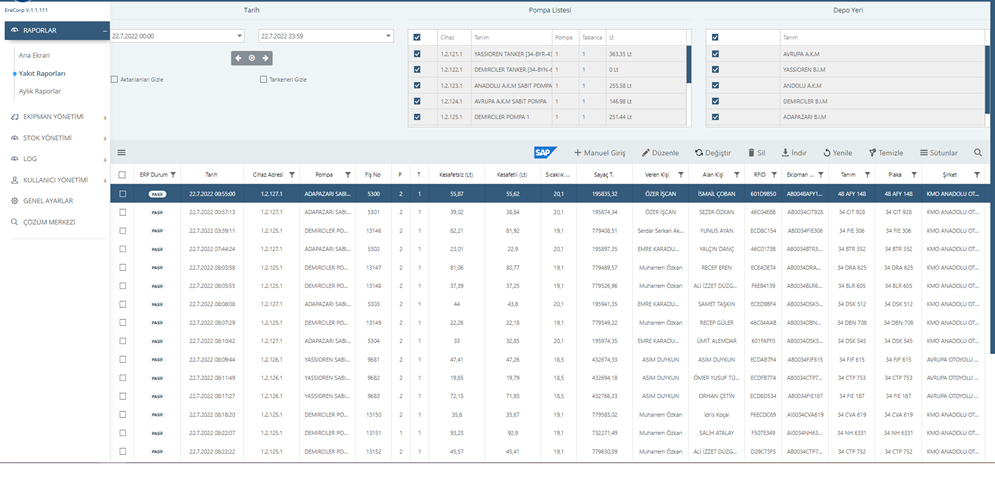 EreCorp V.1.1.111
Tarih Pompa Listesi Depo Yeri
RAPORLAR
Ana Ekran
Yakıt Raporları
Aylık Raporlar
EKİPMAN YÖNETİMİ
STOK YÖNETİMİ
LOG
KULLANICI YÖNETİMİ
GENEL AYARLAR
ÇÖZÜM MERKEZİ
22.7.2022 00:00 22.7.2022 23:59
Aktarılanları Gizle Tankerleri Gizle
Cihaz Tanım Pompa Tabanca Lt
1.2.121.1 YASSIOREN TANKER [34-BYR-43 1 1 363,35 Lt
1.2.122.1 DEMIRCILER TANKER [34-BYN-6 1 1 0 Lt
1.2.123.1 ANADOLU A.K.M SABIT POMPA 1 1 255.58 Lt
1.2.124.1 AVRUPA A.K.M SABIT POMPA 1 1 146.98 Lt
1.2.125.1 DEMIRCILER POMPA 1 1 1 251.44 Lt
Tanım
AVRUPA A.K.M
YASSIOREN B.I.M
ANDOLU A.K.M
DEMIRCILER B.I.M
ADAPAZARI B.I.M
SAP + Manuel Giriş Düzenle Değiştir Sil İndir Yenile Temizle Sütunlar
ERP Durum Tarih Cihaz Adresi Pompa Fiş No P T Kesafetsiz (Lt) Kesafetli (Lt) Sıcaklık ... Sayaç T. Veren Kişi Alan Kişi RFID Ekipman ... Tanım Plaka Şirket
PASİF 22.7.2022 00:55:00 1.2.127.1 ADAPAZARI SABI... 5300 2 1 55,87 55,62 20,1 195835,32 ÖZER İŞCAN İSMAİL ÇOBAN 601D9B50 AB0048AFY1... 48 AFY 148 48 AFY 148 KMO ANADOLU OT...
PASİF 22.7.2022 00:57:13 1.2.127.1 ADAPAZARI SABI... 5301 2 1 39,02 38,84 20,1 195874,34 ÖZER İŞCAN SEZER ÖZKAN 46C034EBB AB0034CIT928 34 CIT 928 34 CIT 928 KMO ANADOLU OT...
PASİF 22.7.2022 03:39:11 1.2.125.1 DEMIRCILER PO... 13146 2 1 82,21 81,92 19,1 779408,51 Serdar Serkan Ak... YUNUS AYAN ECD8C154 AB0034FIE306 34 FIE 306 34 FIE 306 KMO ANADOLU OT...
PASİF 22.7.2022 07:44:24 1.2.127.1 ADAPAZARI SABI... 5302 2 1 23,01 22,9 20,1 195897,35 EMRE KARADU... YALÇIN DANÇ 46C0173B AB0034BTR3... 34 BTR 352 34 BTR 352 KMO ANADOLU OT...
PASİF 22.7.2022 08:03:58 1.2.125.1 DEMIRCILER PO... 13147 2 1 81,06 80,77 19,1 779489,57 Muharrem Özkan RECEP EREN ECE4DE74 AB0034DRA... 34 DRA 625 34 DRA 625 KMO ANADOLU OT...
PASİF 22.7.2022 08:05:55 1.2.125.1 DEMIRCILER PO... 13148 2 1 37,39 37,25 19,1 779526,96 Muharrem Özkan ALİ İZZET DÜZG... F6EB4139 AB0034BLR6... 34 BLR 605 34 BLR 605 KMO ANADOLU OT...
PASİF 22.7.2022 08:08:08 1.2.127.1 ADAPAZARI SABI... 5303 2 1 44 43,8 20,1 195941,35 EMRE KARADU... SAMET TAŞKIN ECED9BF4 AB0034DSK5... 34 DSK 512 34 DSK 512 KMO ANADOLU OT...
PASİF 22.7.2022 08:07:29 1.2.125.1 DEMIRCILER PO... 13149 2 1 22,26 22,18 19,1 779549,22 Muharrem Özkan RECEP GÜLER 46C04AAB AB0034DBN... 34 DBN 708 34 DBN 708 KMO ANADOLU OT...
PASİF 22.7.2022 08:10:42 1.2.127.1 ADAPAZARI SABI... 5304 2 1 33 32,85 20,1 195974,35 EMRE KARADU... ÜMİT ALEMDAR 601FAFF0 AB0034DSK5... 34 DSK 545 34 DSK 545 KMO ANADOLU OT...
PASİF 22.7.2022 08:09:44 1.2.126.1 YASSIOREN SABI... 9681 2 1 47,41 47,26 18,5 432674,33 ASIM DUYKUN ASIM DUYKUN ECDAB7F4 AB0034FJF615 34 FJF 615 34 FJF 615 AVRUPA OTOYOLU ...
PASİF 22.7.2022 08:11:49 1.2.126.1 YASSIOREN SABI... 9682 2 1 19,85 19,79 18,5 432694,18 ASIM DUYKUN ÖMER YUSUF TÜ... ECDFB774 AB0034CTP7... 34 CTP 753 34 CTP 753 AVRUPA OTOYOLU ...
PASİF 22.7.2022 08:17:27 1.2.126.1 YASSIOREN SABI... 9683 2 1 72,15 71,93 18,5 432766,33 ASIM DUYKUN ORHAN ÇETİN ECD8D534 AB0034FIE187 34 FIE 187 34 FIE 187 AVRUPA OTOYOLU ...
PASİF 22.7.2022 08:18:20 1.2.125.1 DEMIRCILER PO... 13150 2 1 35,8 35,67 19,1 779585,02 Muharrem Özkan İdris Koçal F6ECDC69 AI0034CVA619 34 CVA 619 34 CVA 619 KMO ANADOLU OT...
PASİF 22.7.2022 08:22:07 1.2.125.1 DEMIRCILER PO... 13151 1 1 93,23 92,9 19,1 732271,49 Muharrem Özkan SALİH ATALAY F507E349 AI0034NH63... 34 NH 6331 34 NH 6331 KMO ANADOLU OT...
PASİF 22.7.2022 08:22:22 1.2.125.1 DEMIRCILER PO... 13152 2 1 45,57 45,41 19,1 779630,59 Muharrem Özkan ALİ İZZET DÜZG... D29C73F5 AB0034CTP7... 34 CTP 752 34 CTP 752 KMO ANADOLU OT...